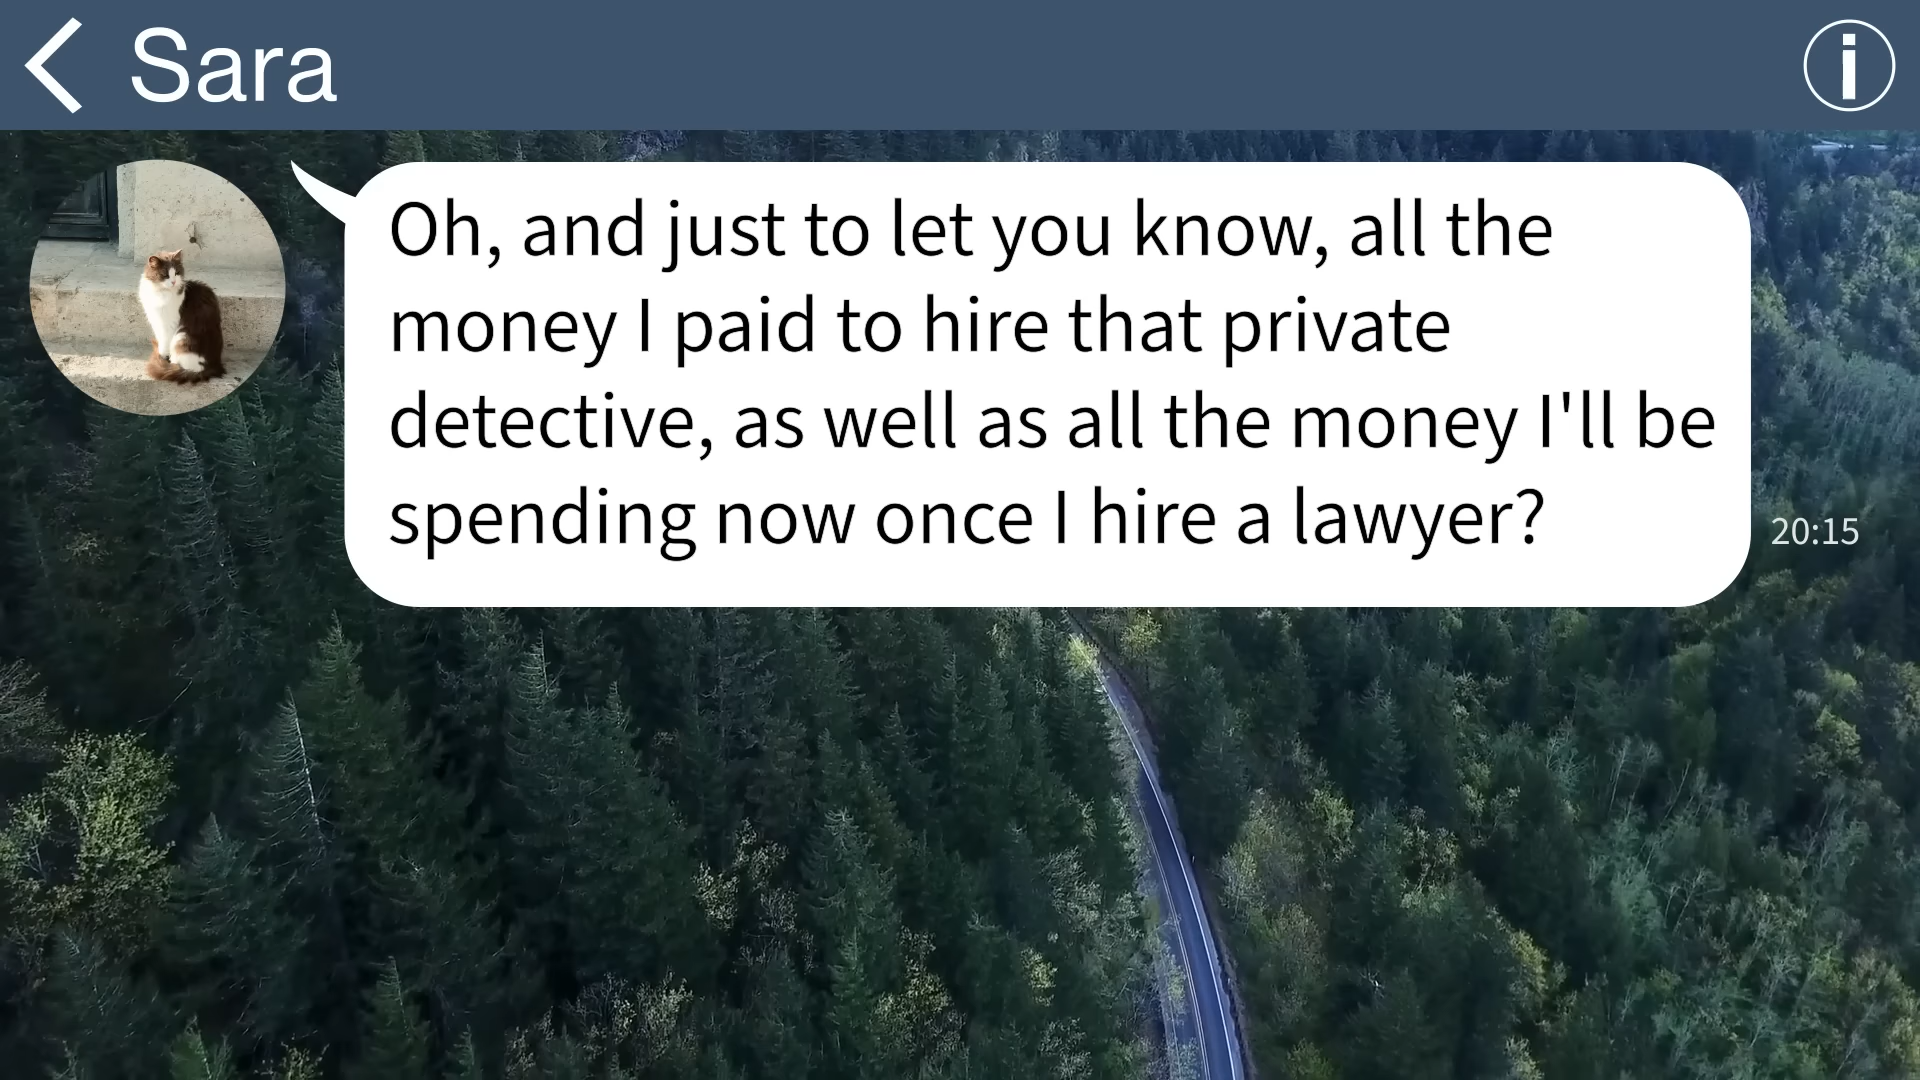 Sara
Oh, and just to let you know, all the
money I paid to hire that private
detective, as well as all the money I'll be
spending now once I hire a lawyer?
20:15